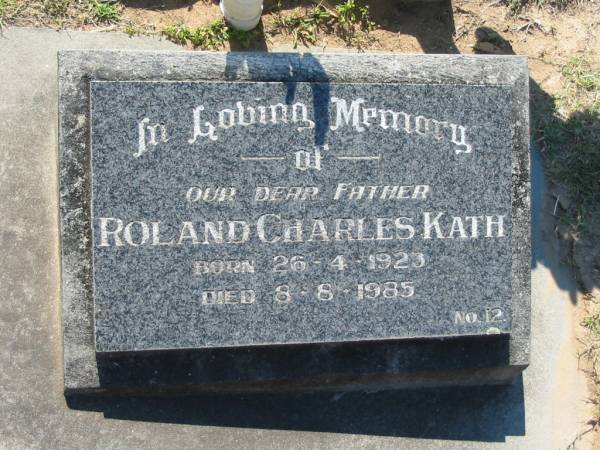 In Loving Memory
of
OUR DEAR FATHER
ROLAND CHARLES KATH
BORN 26-4-1923
DIED 8-8-1985
No.12